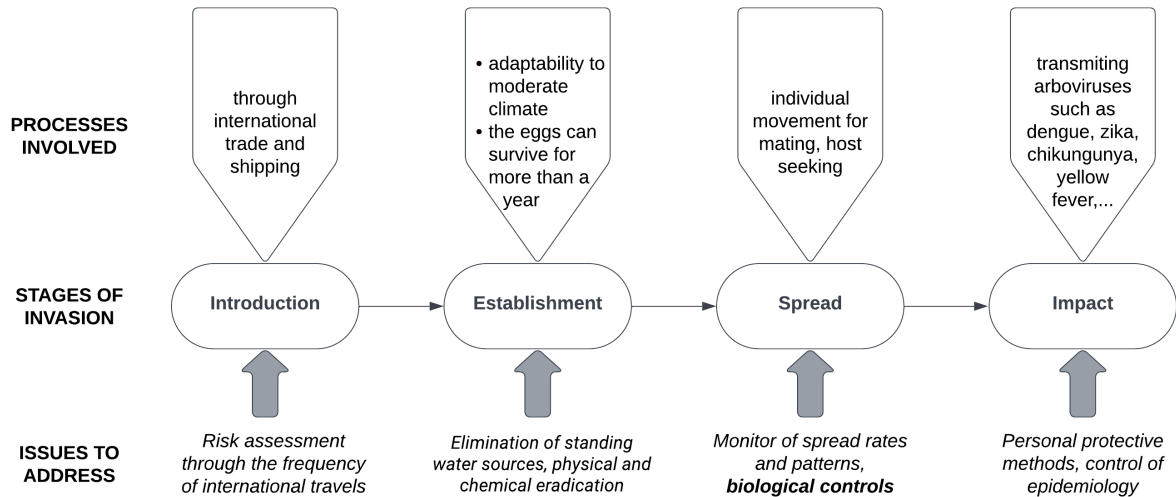 PROCESSES
INVOLVED
through
international
trade and
shipping
• adaptability to
moderate
climate
• the eggs can
survive for
more than a
year
individual
movement for
mating, host
seeking
transmiting
arboviruses
such as
dengue, zika,
chikungunya,
yellow
fever,...
STAGES OF
INVASION
Introduction
Establishment
Spread
Impact
ISSUES TO
ADDRESS
Risk assessment
through the frequency
of international travels
Elimination of standing
water sources, physical and
chemical eradication
Monitor of spread rates
and patterns,
biological controls
Personal protective
methods, control of
epidemiology